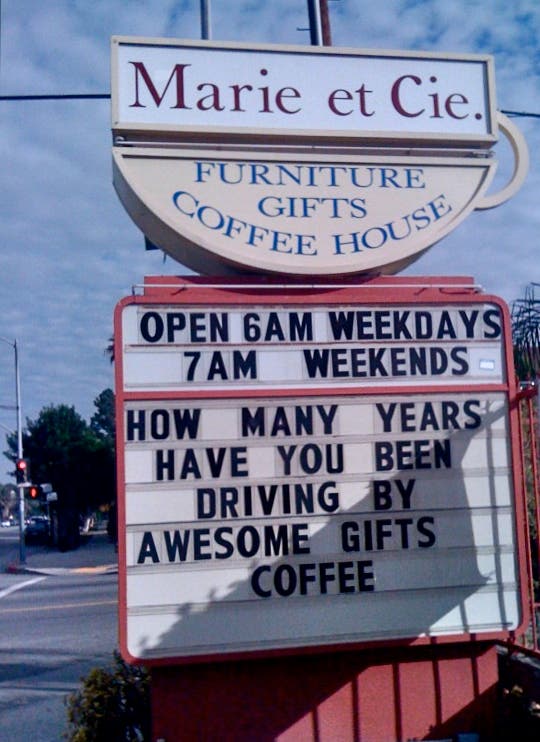 Marie et Cie.
FURNITURE
GIFTS
COFFEE HOUSE
OPEN 6AM WEEKDAYS
7AM WEEKENDS
HOW MANY YEARS
HAVE YOU BEEN
DRIVING BY
AWESOME GIFTS
COFFEE